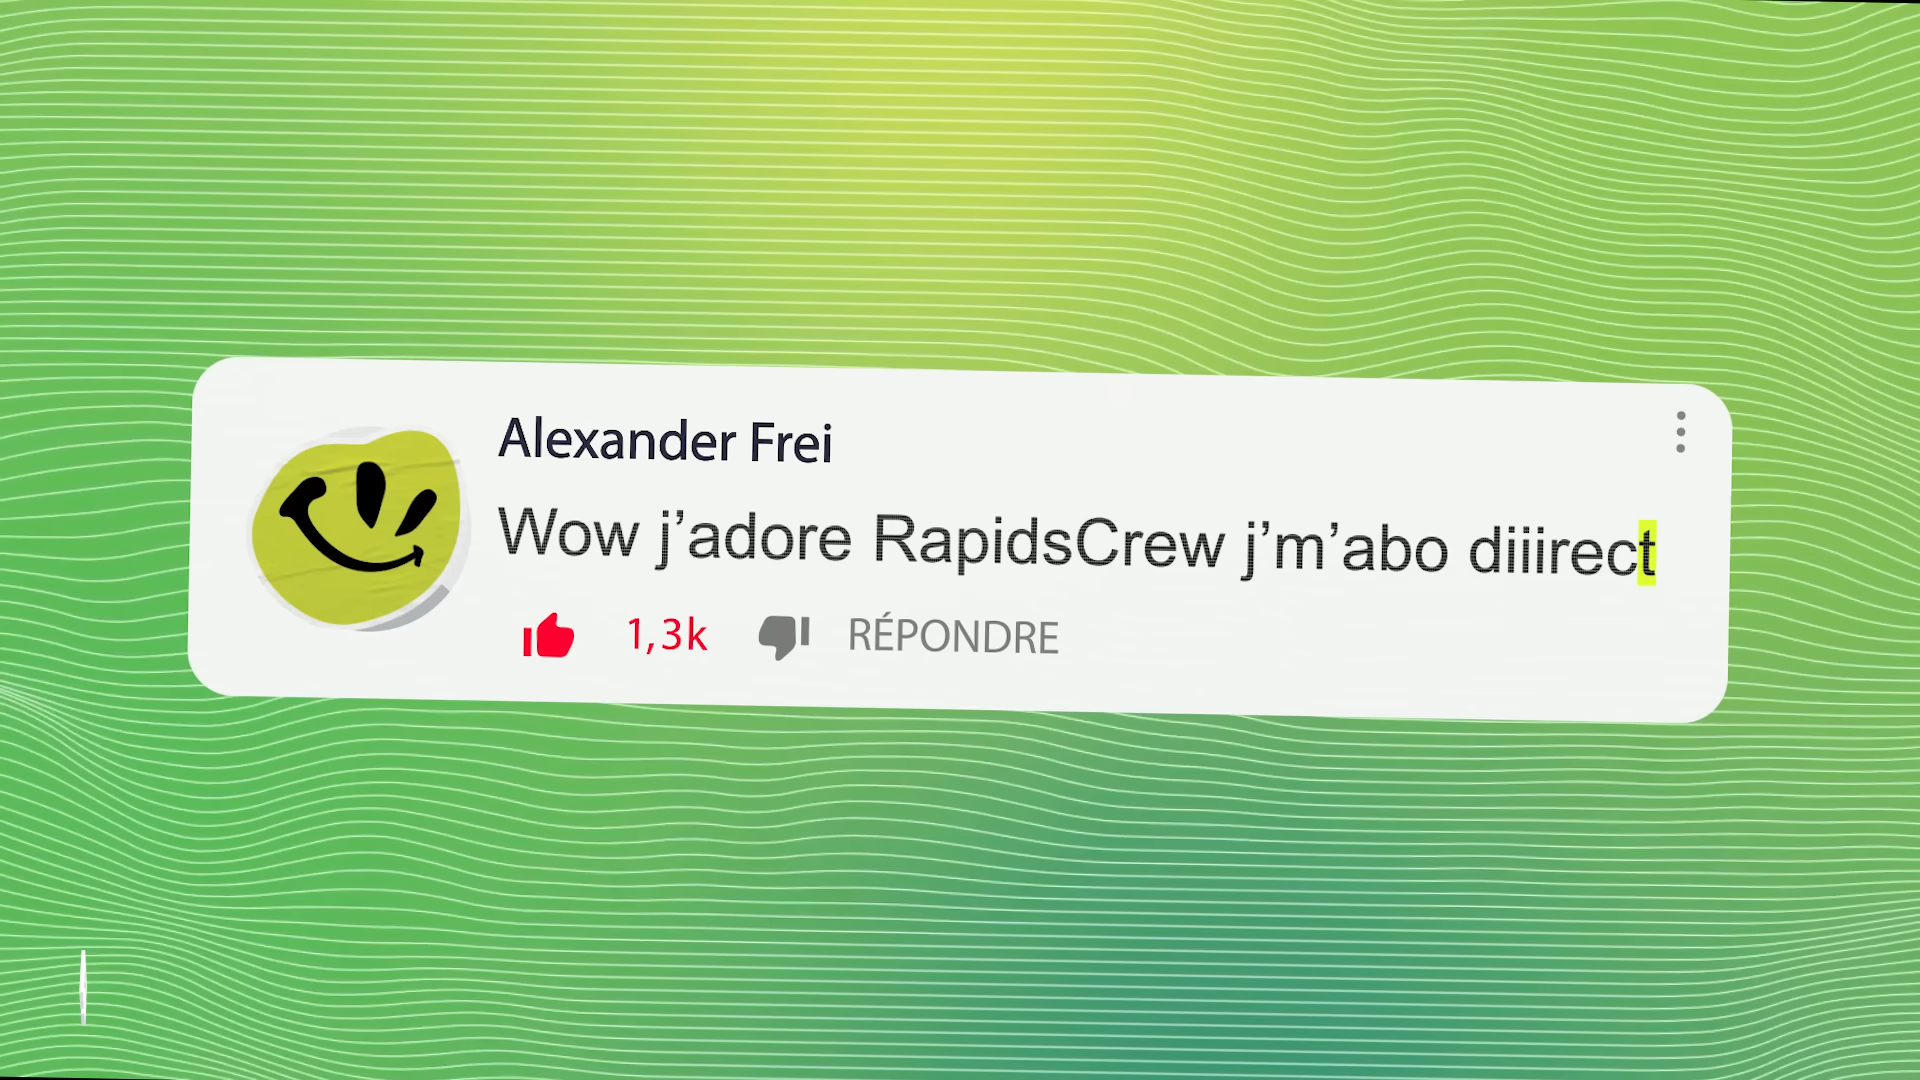 Alexander Frei
Wow j’adore RapidsCrew j’m’abo diiirect
1,3k RÉPONDRE